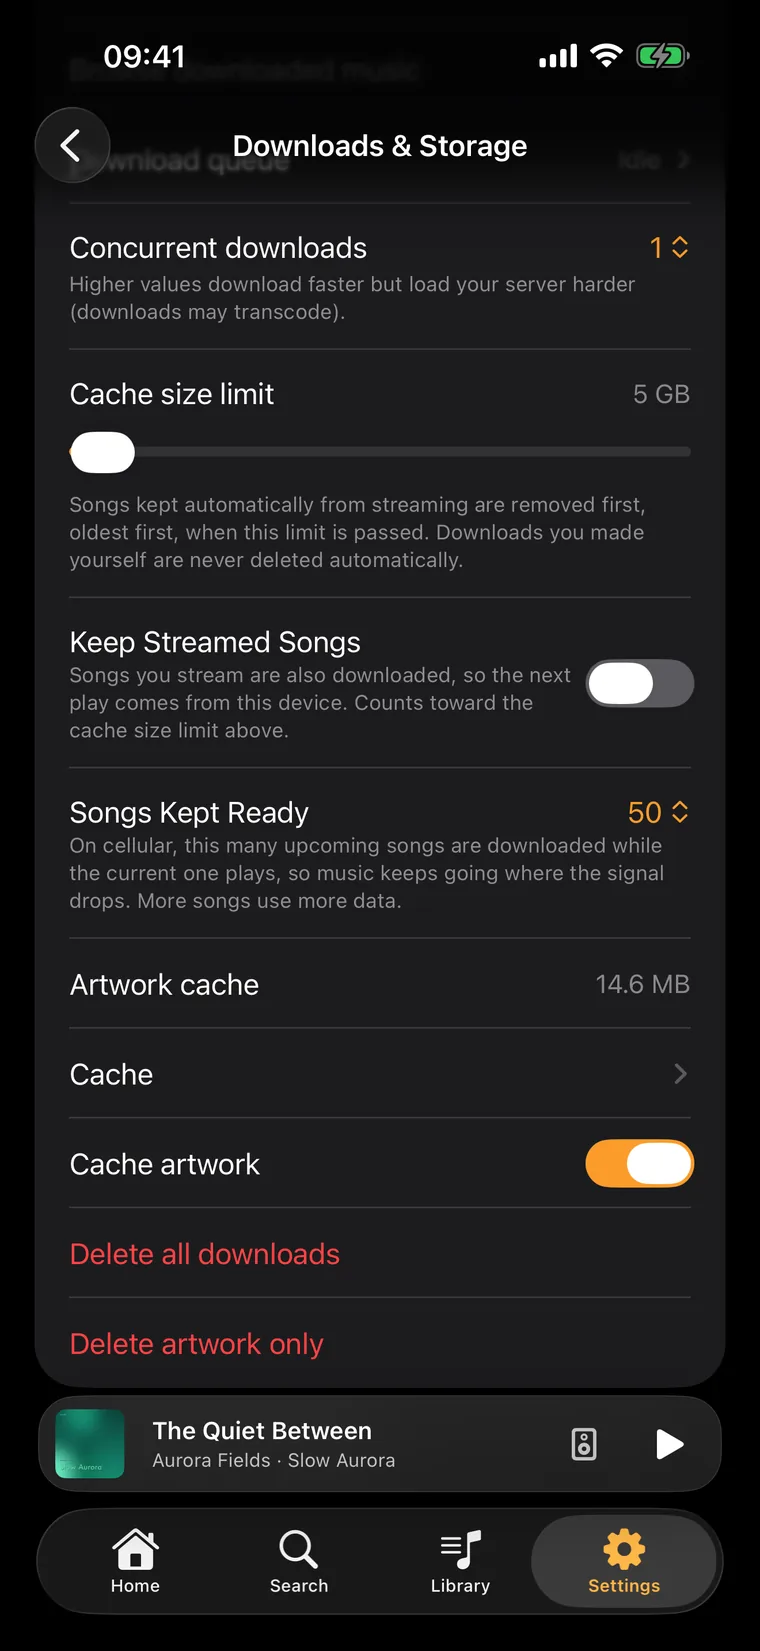 09:41
Downloads & Storage
Download queue
Idle
Concurrent downloads
1
Higher values download faster but load your server harder
(downloads may transcode).
Cache size limit
5 GB
Songs kept automatically from streaming are removed first,
oldest first, when this limit is passed. Downloads you made
yourself are never deleted automatically.
Keep Streamed Songs
Songs you stream are also downloaded, so the next
play comes from this device. Counts toward the
cache size limit above.
Songs Kept Ready
50
On cellular, this many upcoming songs are downloaded while
the current one plays, so music keeps going where the signal
drops. More songs use more data.
Artwork cache
14.6 MB
Cache
Cache artwork
Delete all downloads
Delete artwork only
The Quiet Between
Aurora Fields · Slow Aurora
Home
Search
Library
Settings